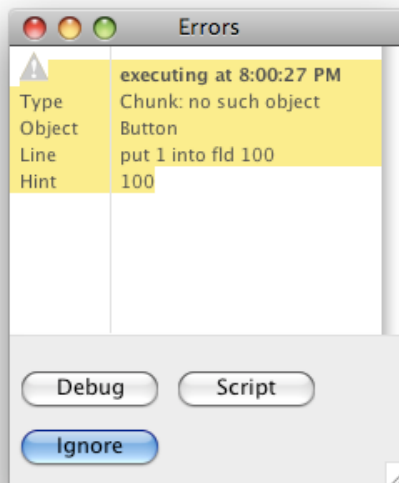 Errors
executing at 8:00:27 PM
Type Chunk: no such object
Object Button
Line put 1 into fld 100
Hint 100
Debug Script
Ignore